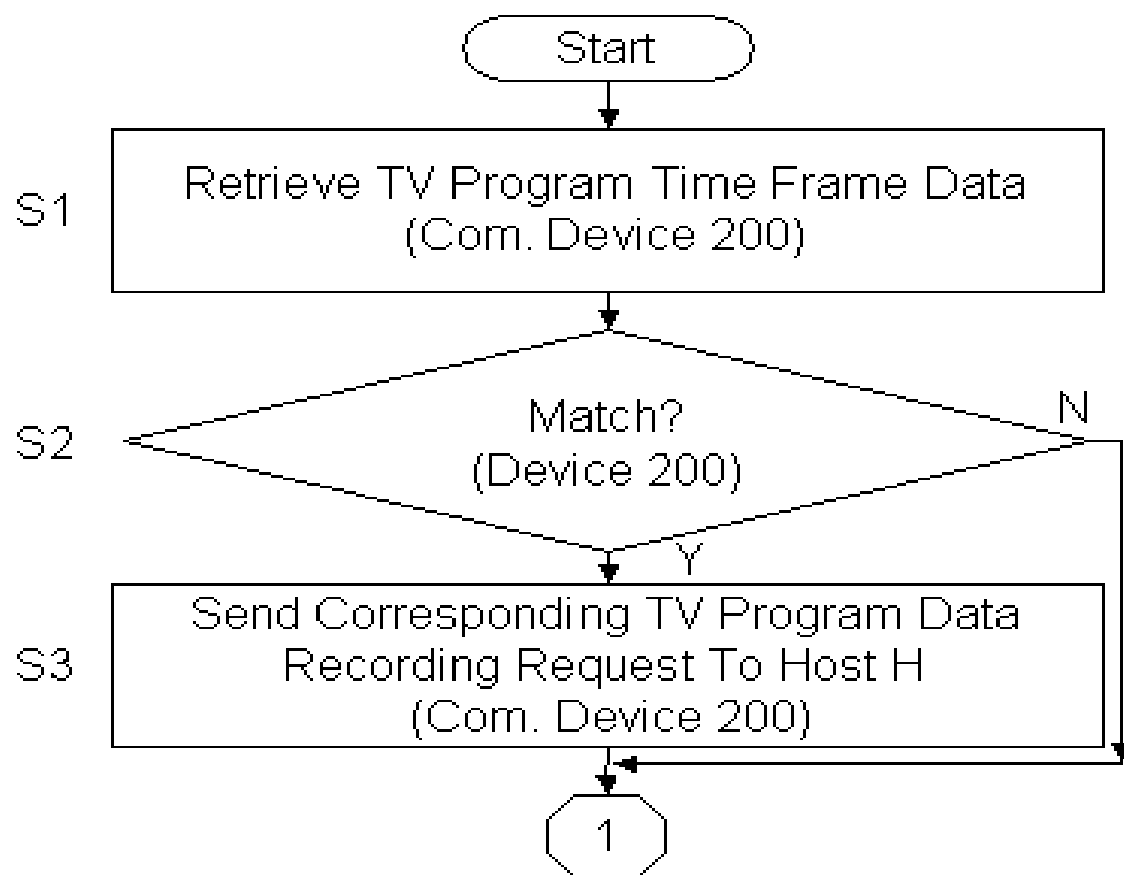 Start
S1
Retrieve TV Program Time Frame Data
(Com. Device 200)
S2
Match?
(Device 200)
N
Y
S3
Send Corresponding TV Program Data
Recording Request To Host H
(Com. Device 200)
1